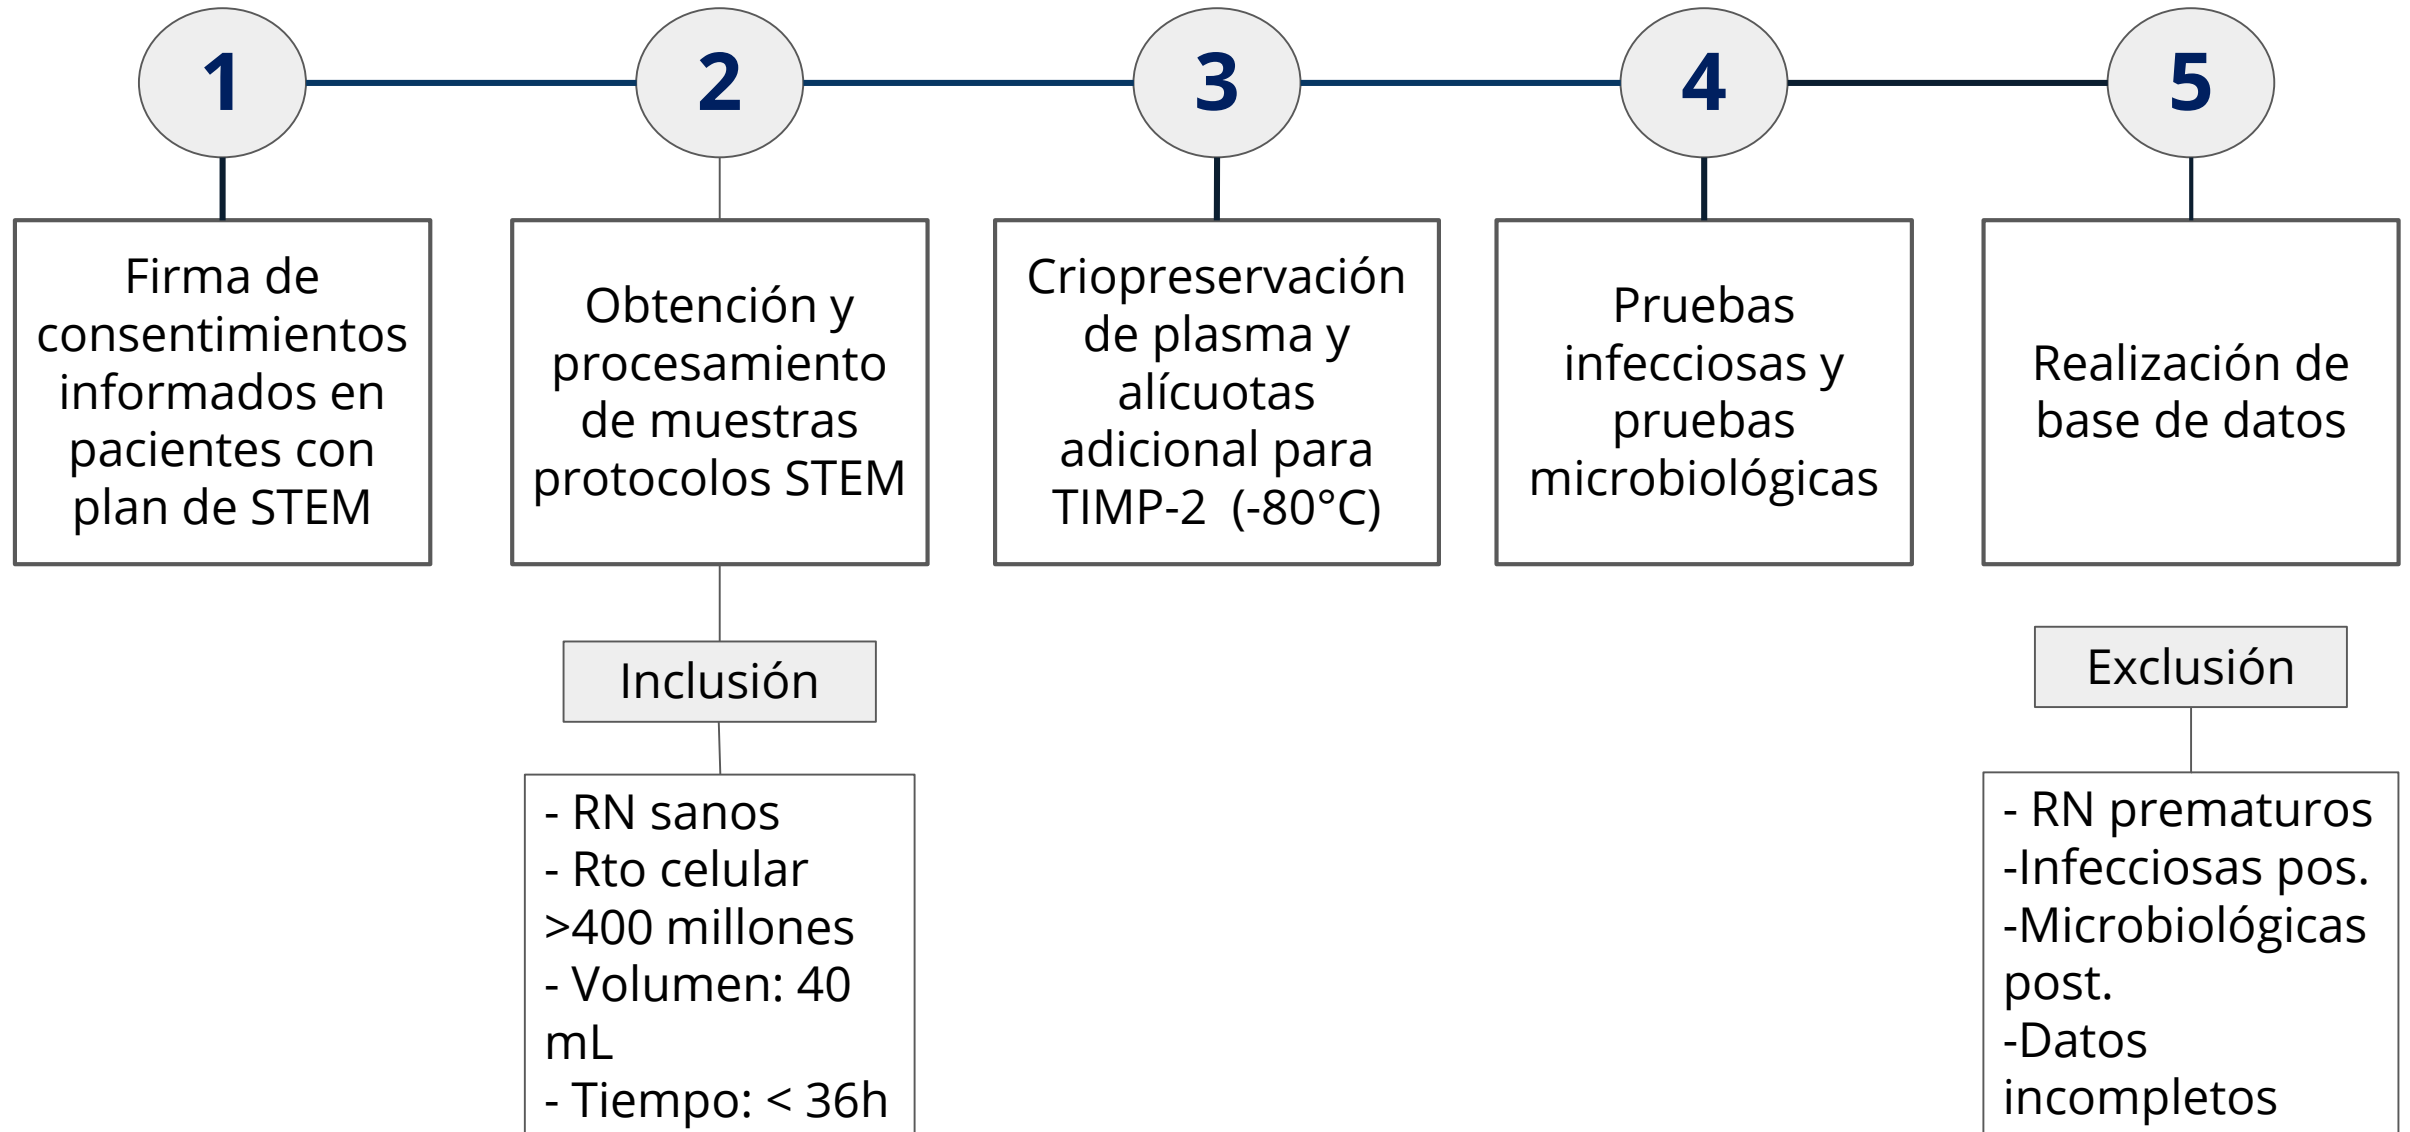 1
2
3
4
5
Firma de
consentimientos
informados en
pacientes con
plan de STEM
Obtención y
procesamiento
de muestras
protocolos STEM
Criopreservación
de plasma y
alícuotas
adicional para
TIMP-2  (-80°C)
Pruebas
infecciosas y
pruebas
microbiológicas
Realización de
base de datos
Inclusión
- RN sanos
- Rto celular
>400 millones
- Volumen: 40
mL
- Tiempo: < 36h
Exclusión
- RN prematuros
-Infecciosas pos.
-Microbiológicas
post.
-Datos
incompletos